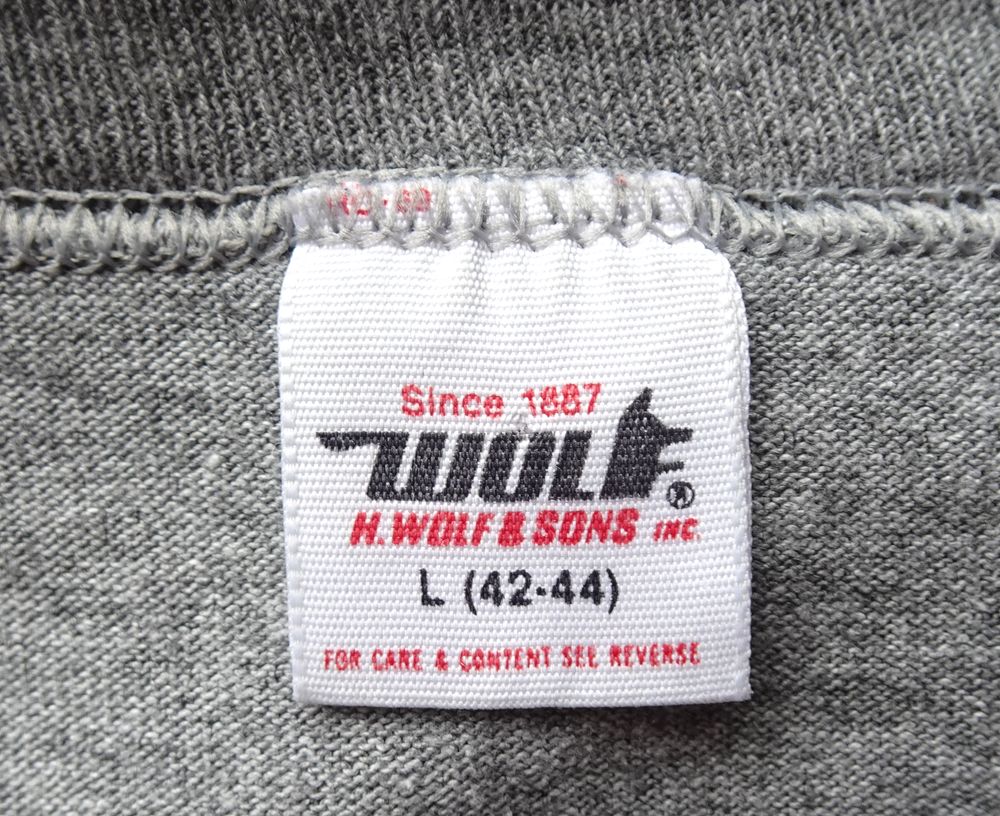 Since 1887
WOLF ®
H. WOLF & SONS INC.
L (42-44)
FOR CARE & CONTENT SEE REVERSE